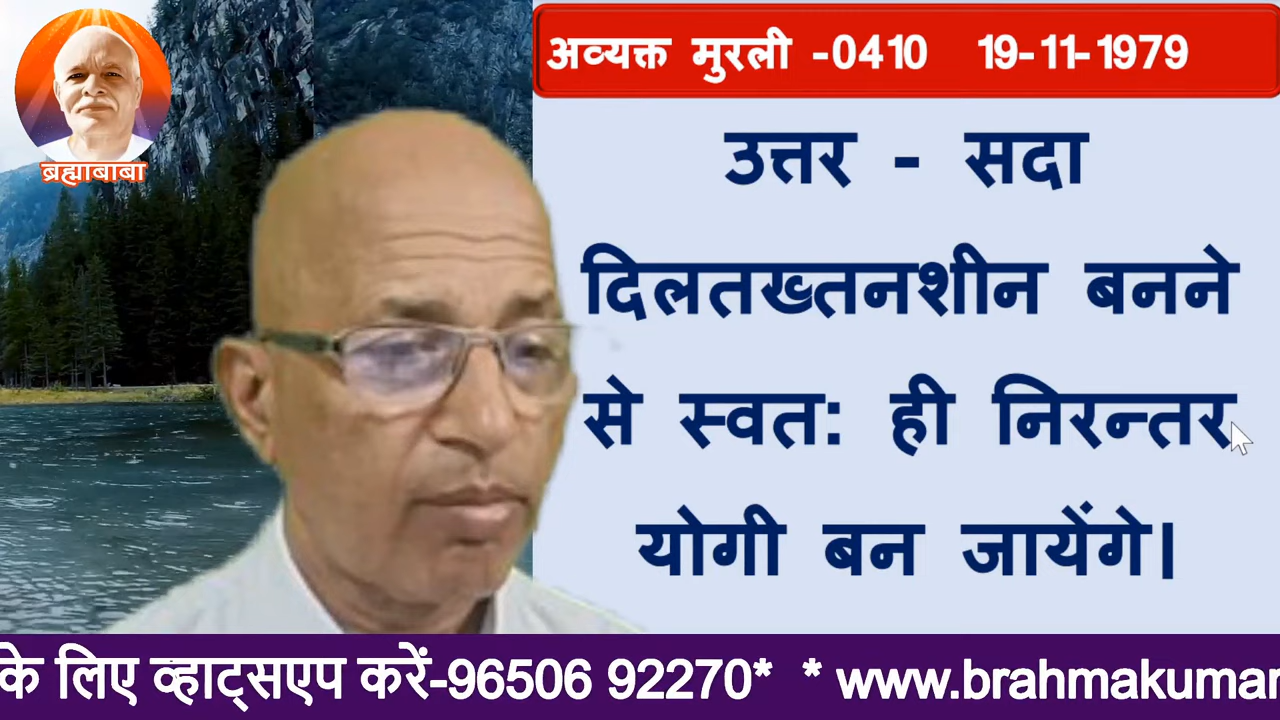 अव्यक्त मुरली -0410 19-11-1979
ब्रह्माबाबा
उत्तर - सदा
दिलतख्तनशीन बनने
से स्वत: ही निरन्तर
योगी बन जायेंगे।
के लिए व्हाट्सएप करें-96506 92270* * www.brahmakumar